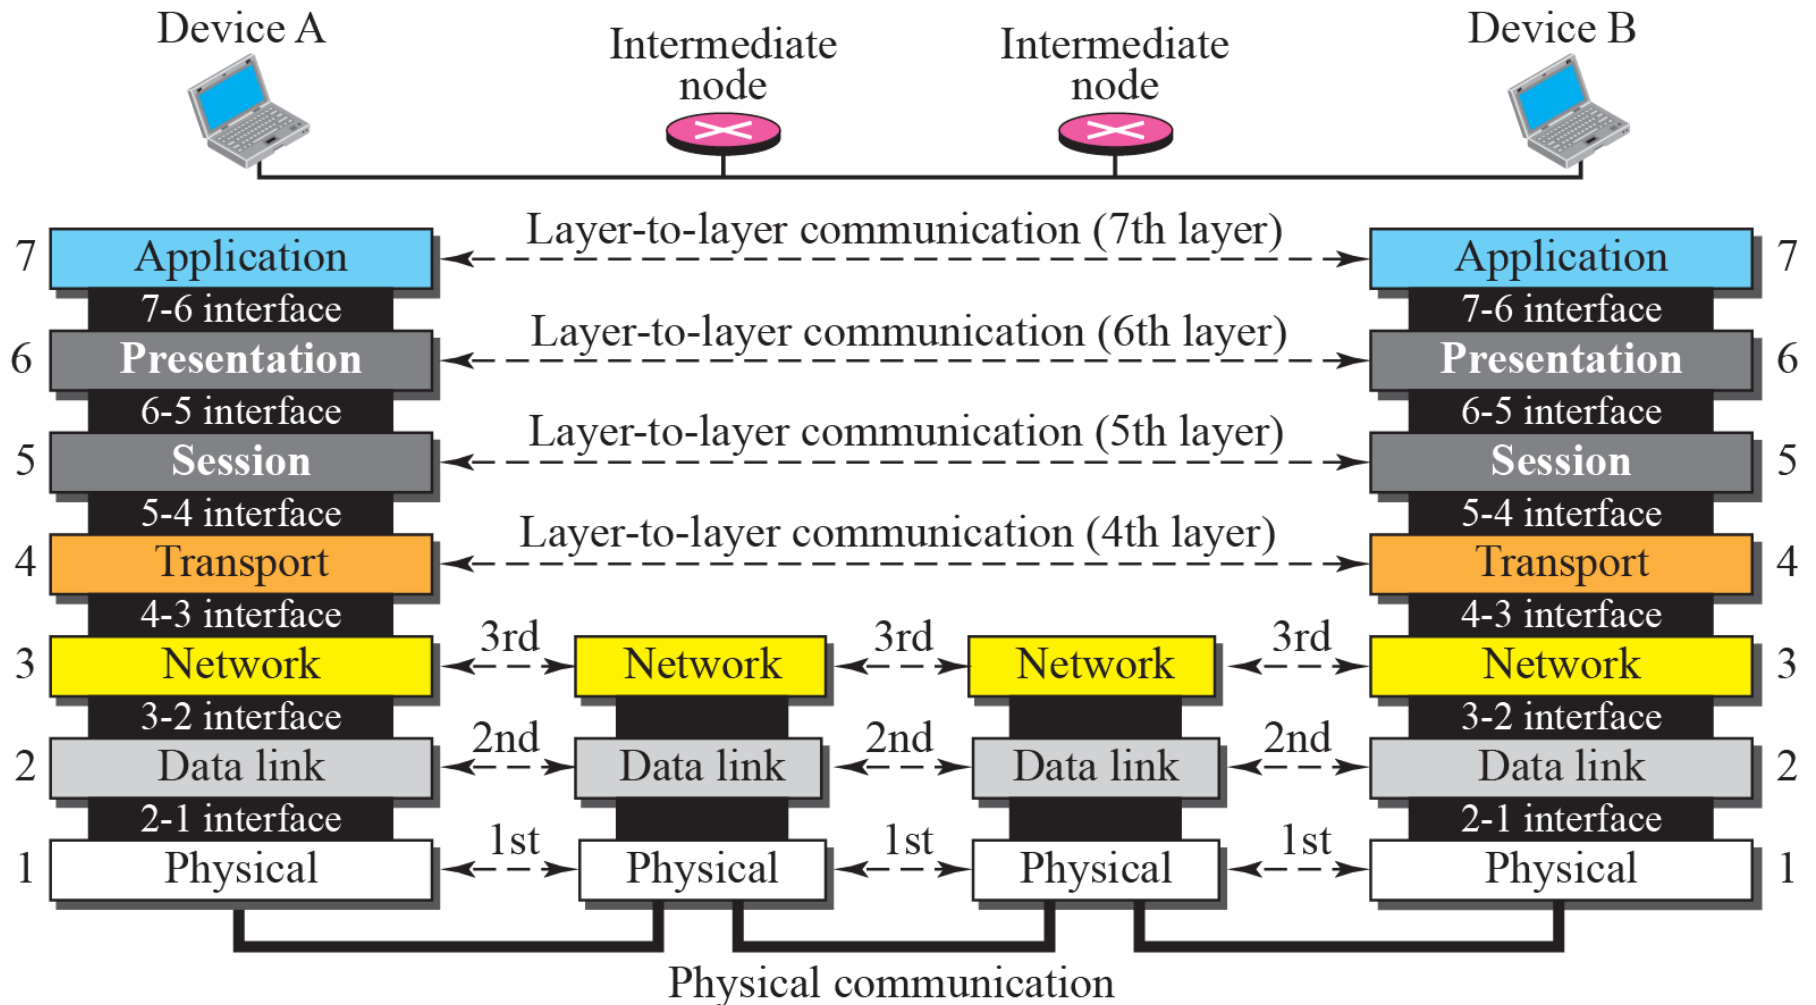 Device A
Intermediate
node
Intermediate
node
Device B
Layer-to-layer communication (7th layer)
7 Application Application 7
7-6 interface 7-6 interface
Layer-to-layer communication (6th layer)
6 Presentation Presentation 6
6-5 interface 6-5 interface
Layer-to-layer communication (5th layer)
5 Session Session 5
5-4 interface 5-4 interface
Layer-to-layer communication (4th layer)
4 Transport Transport 4
4-3 interface 4-3 interface
3 Network 3rd Network 3rd Network 3rd Network 3
3-2 interface 3-2 interface
2 Data link 2nd Data link 2nd Data link 2nd Data link 2
2-1 interface 2-1 interface
1 Physical 1st Physical 1st Physical 1st Physical 1
Physical communication